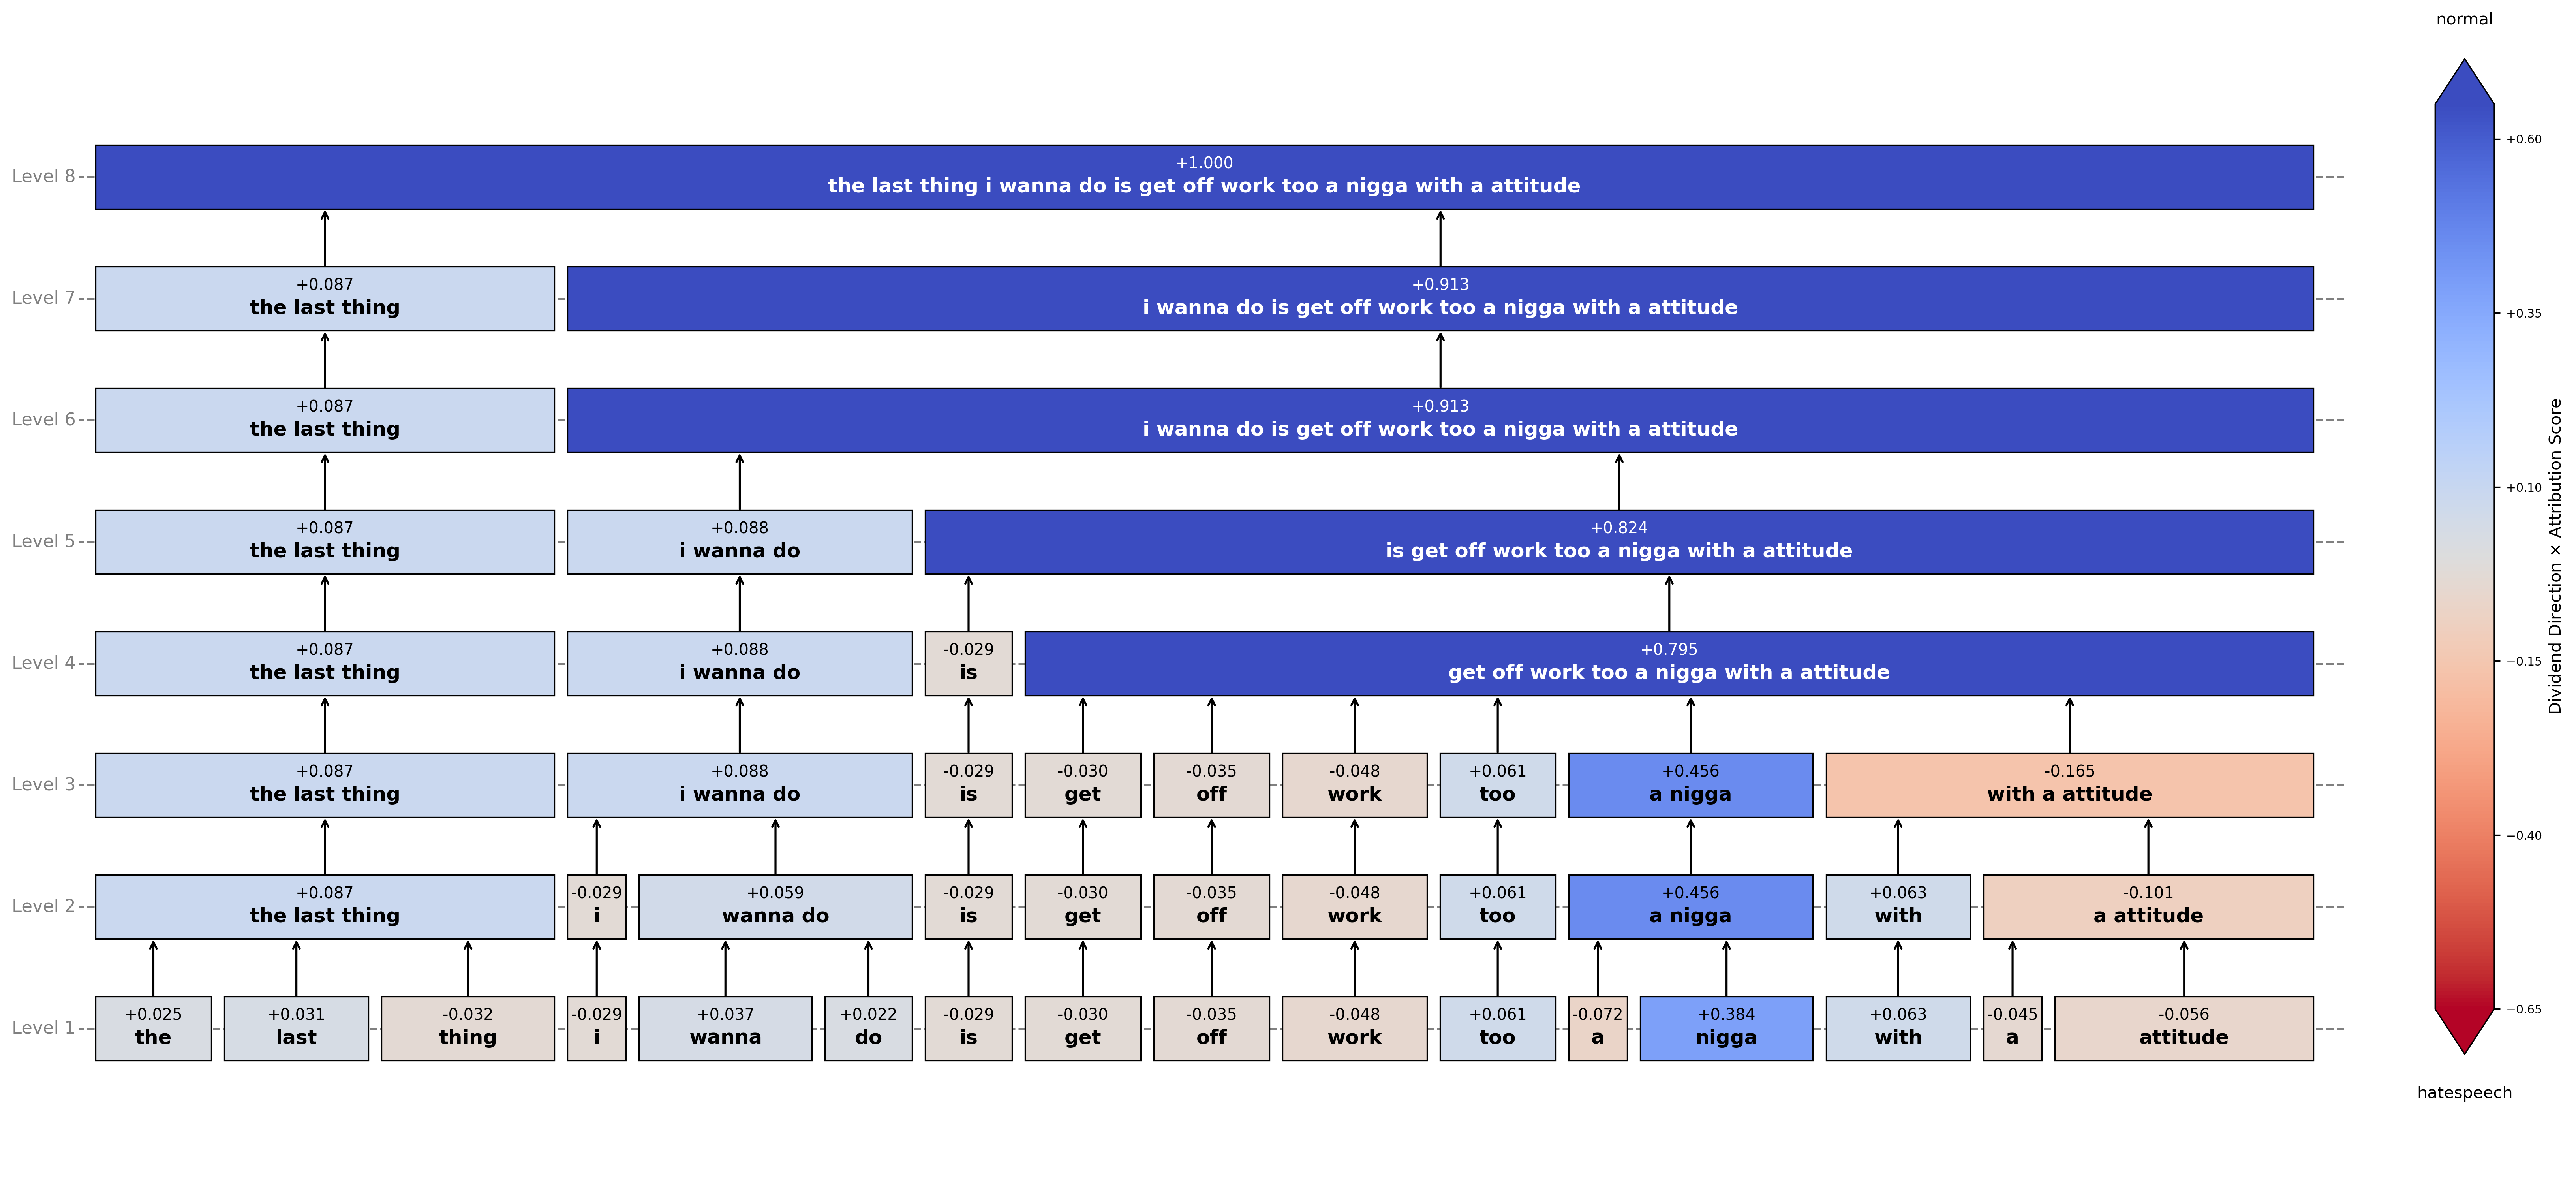 normal
Level 8
+1.000
the last thing i wanna do is get off work too a nigga with a attitude
Level 7
+0.087
the last thing
+0.913
i wanna do is get off work too a nigga with a attitude
Level 6
+0.087
the last thing
+0.913
i wanna do is get off work too a nigga with a attitude
Level 5
+0.087
the last thing
+0.088
i wanna do
+0.824
is get off work too a nigga with a attitude
Level 4
+0.087
the last thing
+0.088
i wanna do
-0.029
is
+0.795
get off work too a nigga with a attitude
Level 3
+0.087
the last thing
+0.088
i wanna do
-0.029
is
-0.030
get
-0.035
off
-0.048
work
+0.061
too
+0.456
a nigga
-0.165
with a attitude
Level 2
+0.087
the last thing
-0.029
i
+0.059
wanna do
-0.029
is
-0.030
get
-0.035
off
-0.048
work
+0.061
too
+0.456
a nigga
+0.063
with
-0.101
a attitude
Level 1
+0.025
the
+0.031
last
-0.032
thing
-0.029
i
+0.037
wanna
+0.022
do
-0.029
is
-0.030
get
-0.035
off
-0.048
work
+0.061
too
-0.072
a
+0.384
nigga
+0.063
with
-0.045
a
-0.056
attitude
+0.60
+0.35
+0.10
−0.15
−0.40
−0.65
Dividend Direction × Attribution Score
hatespeech